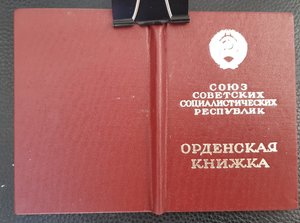 СОЮЗ
СОВЕТСКИХ
СОЦИАЛИСТИЧЕСКИХ
РЕСПУБЛИК
ОРДЕНСКАЯ
КНИЖКА